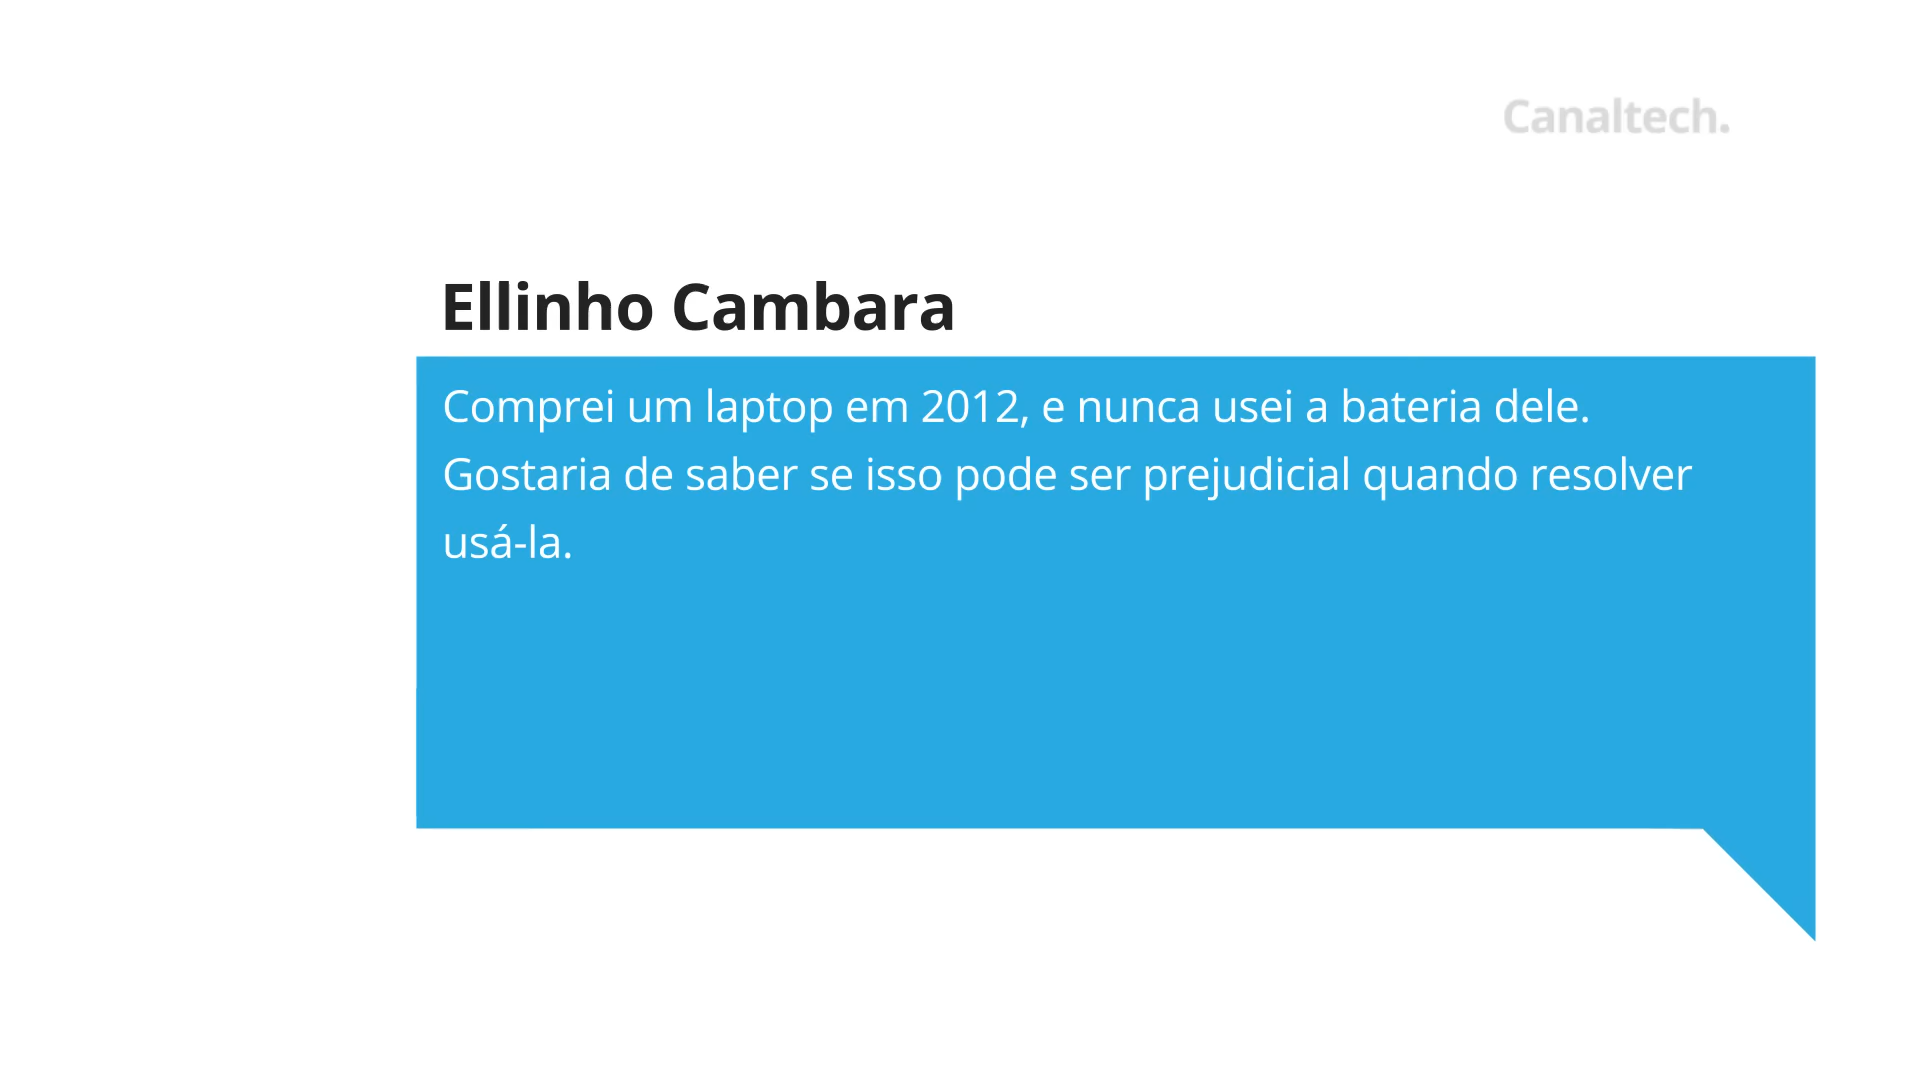 Canaltech.
Ellinho Cambara
Comprei um laptop em 2012, e nunca usei a bateria dele.
Gostaria de saber se isso pode ser prejudicial quando resolver
usá-la.